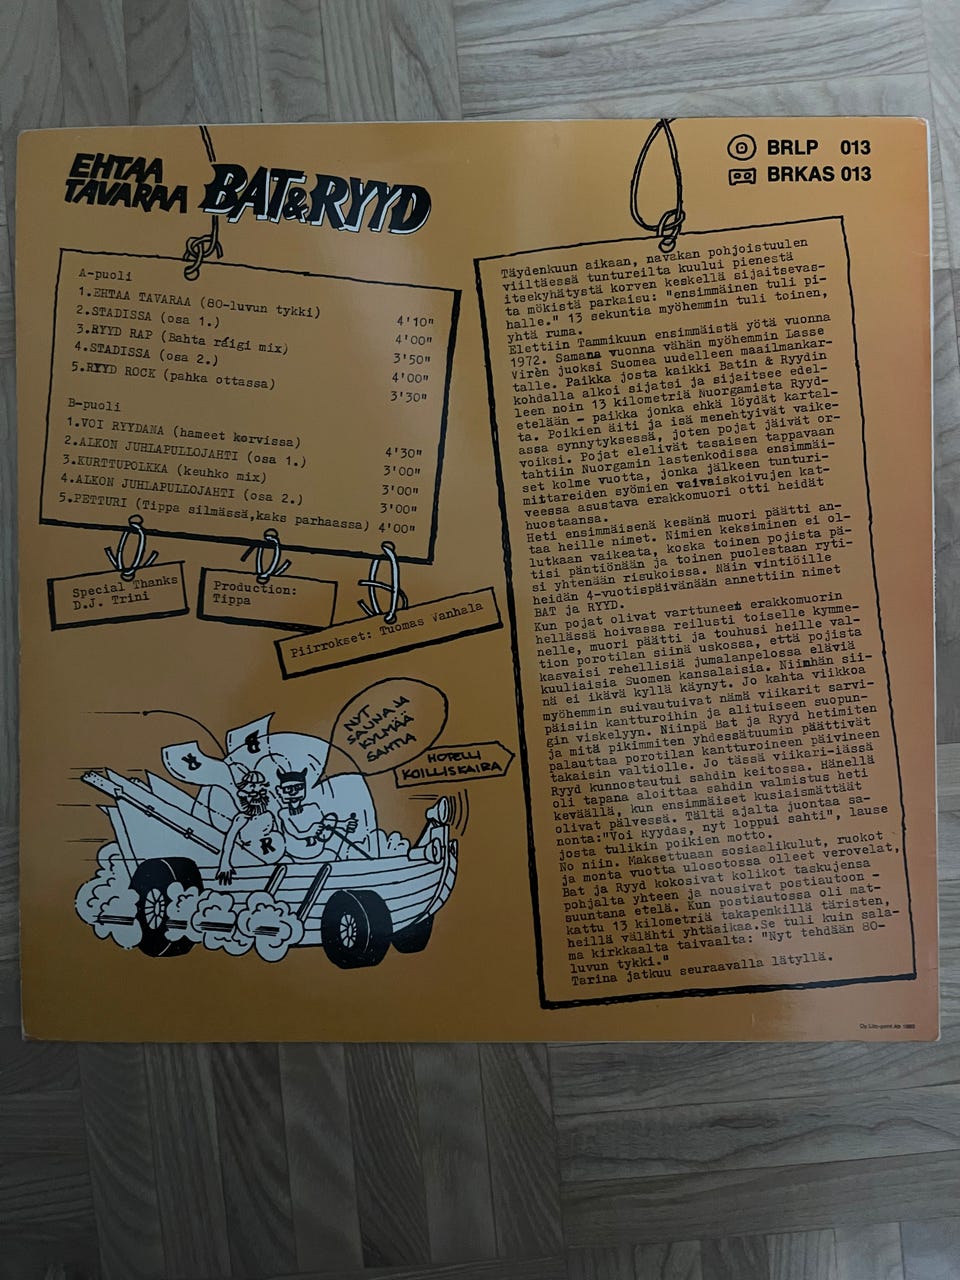 EHTAA
TAVARAA BAT&RYYD
BRLP 013
BRKAS 013
A-puoli
1.EHTAA TAVARAA (80-luvun tykki) 4'10"
2.STADISSA (osa 1.) 4'00"
3.RYYD RAP (Bahta räigi mix) 3'50"
4.STADISSA (osa 2.) 4'00"
5.RYYD ROCK (pahka ottassa) 3'30"
B-puoli
1.VOI RYYDANA (hameet korvissa) 4'30"
2.ALKON JUHLAPULLOJAHTI (osa 1.) 3'00"
3.KURTTUPOLKKA (keuhko mix) 3'00"
4.ALKON JUHLAPULLOJAHTI (osa 2.) 3'00"
5.PETTURI (Tippa silmässä,kaks parhaassa) 4'00"
Special Thanks
D.J. Trini
Production:
Tippa
Piirrokset: Tuomas Vanhala
NYT
SAUNAJA
KYLMÄÄ
SAHTIA
HOTELLI
KOILLISKAIRA
R
Täydenkuun aikaan, navakan pohjoistuulen
viiltäessä tuntureilta kuului pienestä
itsekyhätystä korven keskellä sijaitsevas-
ta mökistä parkaisu: "ensimmäinen tuli pi-
halle." 13 sekuntia myöhemmin tuli toinen,
yhtä ruma.
Elettiin Tammikuun ensimmäistä yötä vuonna
1972. Samana vuonna vähän myöhemmin Lasse
Virèn juoksi Suomea uudelleen maailmankar-
talle. Paikka josta kaikki Batin & Ryydin
kohdalla alkoi sijatsi ja sijaitsee edel-
leen noin 13 kilometriä Nuorgamista Ryyd-
etelään - paikka jonka ehkä löydät kartal-
ta. Poikien äiti ja isä menehtyivät vaike-
assa synnytyksessä, joten pojat jäivät or-
voiksi. Pojat elelivät tasaisen tappavaan
tahtiin Nuorgamin lastenkodissa ensimmäi-
set kolme vuotta, jonka jälkeen tunturi-
mittareiden syömien vaivaiskoivujen kat-
veessa asustava erakkomuori otti heidät
huostaansa.
Heti ensimmäisenä kesänä muori päätti an-
taa heille nimet. Nimien keksiminen ei ol-
lutkaan vaikeata, koska toinen pojista pä-
tisi päntiönään ja toinen puolestaan ryti-
si yhtenään risukoissa. Näin vintiöille
heidän 4-vuotispäivänään annettiin nimet
BAT ja RYYD.
Kun pojat olivat varttuneet erakkomuorin
hellässä hoivassa reilusti toiselle kymme-
nelle, muori päätti ja touhusi heille val-
tion porotilan siinä uskossa, että pojista
kasvaisi rehellisiä jumalanpelossa eläviä
kuuliaisia Suomen kansalaisia. Niinhän sii-
nä ei ikävä kyllä käynyt. Jo kahta viikkoa
myöhemmin suivautuivat nämä viikarit sarvi-
päisiin kantturoihin ja alituiseen suopun-
gin viskelyyn. Niinpä Bat ja Ryyd hetimiten
ja mitä pikimmiten yhdessätuumin päättivät
palauttaa porotilan kantturoineen päivineen
takaisin valtiolle. Jo tässä viikari-iässä
Ryyd kunnostautui sahdin keitossa. Hänellä
oli tapana aloittaa sahdin valmistus heti
keväällä, kun ensimmäiset kusiaismättäät
olivat pälvessä. Tältä ajalta juontaa sa-
nonta:"Voi Ryydas, nyt loppui sahti", lause
josta tulikin poikien motto.
No niin. Maksettuaan sosiaalikulut, ruokot
ja monta vuotta ulosotossa olleet verovelat,
Bat ja Ryyd kokosivat kolikot taskujensa
pohjalta yhteen ja nousivat postiautoon -
suuntana etelä. Kun postiautossa oli mat-
kattu 13 kilometriä takapenkillä täristen,
heillä välähti yhtäaikaa.Se tuli kuin sala-
ma kirkkaalta taivaalta: "Nyt tehdään 80-
luvun tykki."
Tarina jatkuu seuraavalla lätyllä.